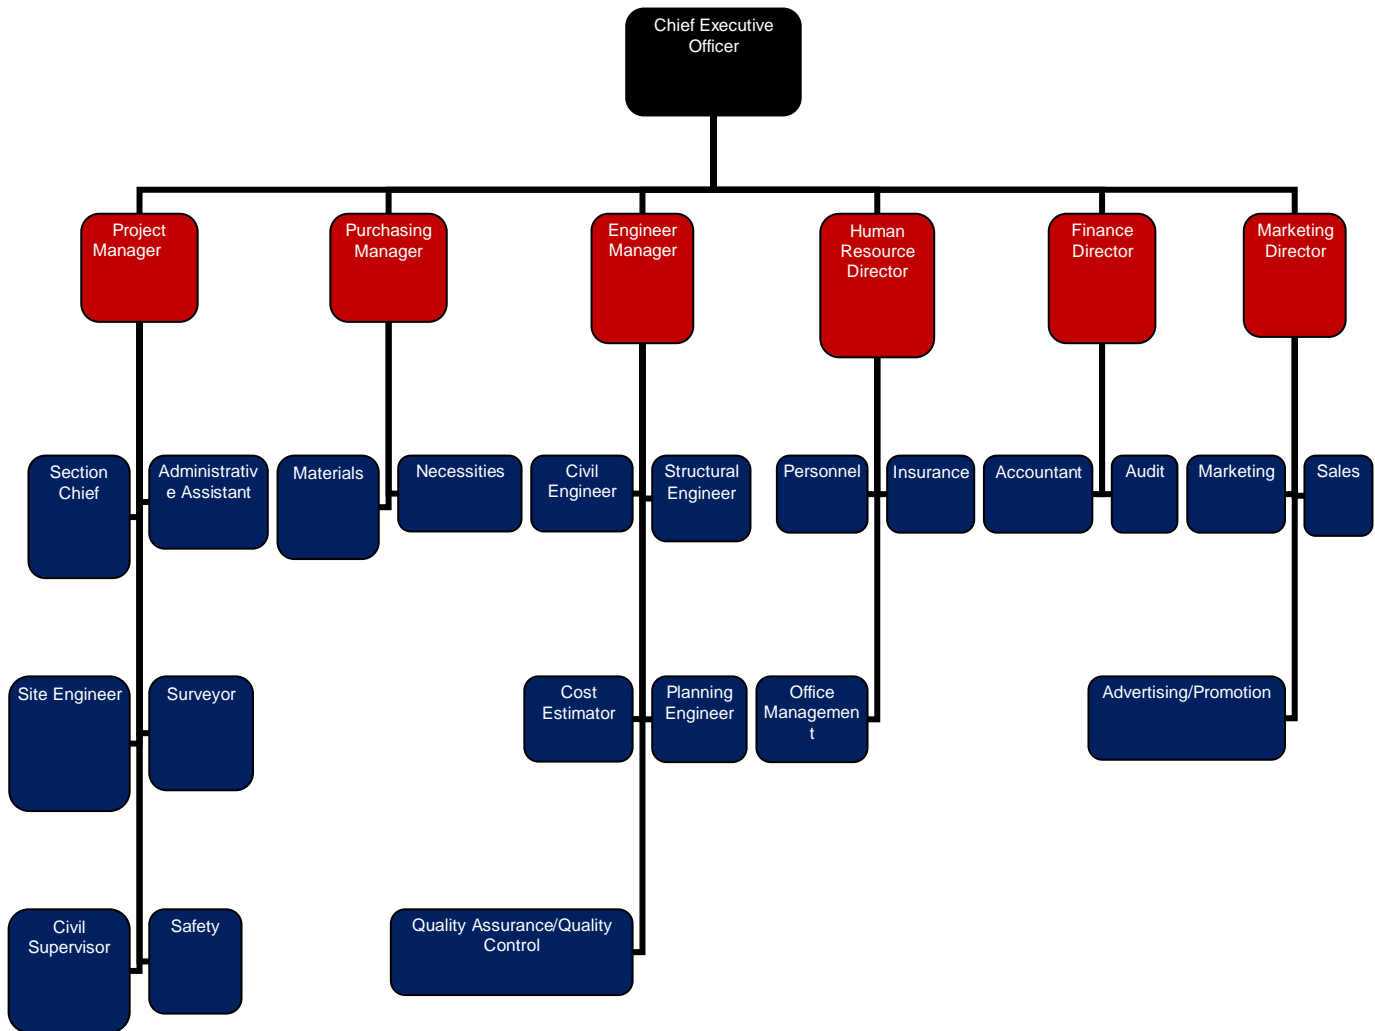 Chief Executive
Officer
Project
Manager
Purchasing
Manager
Engineer
Manager
Human
Resource
Director
Finance
Director
Marketing
Director
Section
Chief
Administrativ
e Assistant
Materials
Necessities
Civil
Engineer
Structural
Engineer
Personnel
Insurance
Accountant
Audit
Marketing
Sales
Site Engineer
Surveyor
Cost
Estimator
Planning
Engineer
Office
Managemen
t
Advertising/Promotion
Civil
Supervisor
Safety
Quality Assurance/Quality
Control